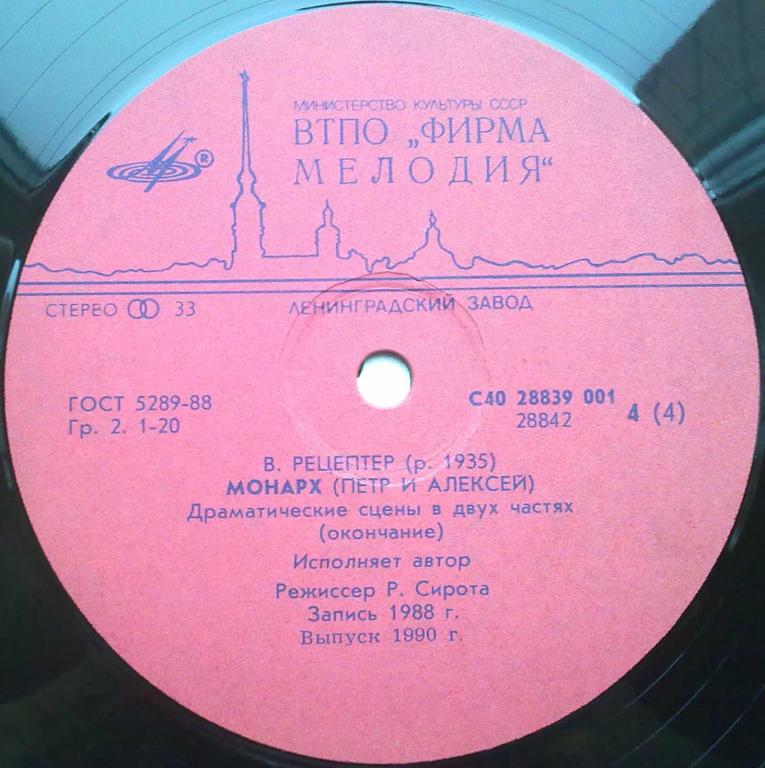 МИНИСТЕРСТВО КУЛЬТУРЫ СССР
ВТПО „ФИРМА
МЕЛОДИЯ“
®
СТЕРЕО 33
ЛЕНИНГРАДСКИЙ ЗАВОД
ГОСТ 5289-88
Гр. 2. 1-20
С40 28839 001
28842
4 (4)
В. РЕЦЕПТЕР (р. 1935)
МОНАРХ (ПЕТР И АЛЕКСЕЙ)
Драматические сцены в двух частях
(окончание)
Исполняет автор
Режиссер Р. Сирота
Запись 1988 г.
Выпуск 1990 г.